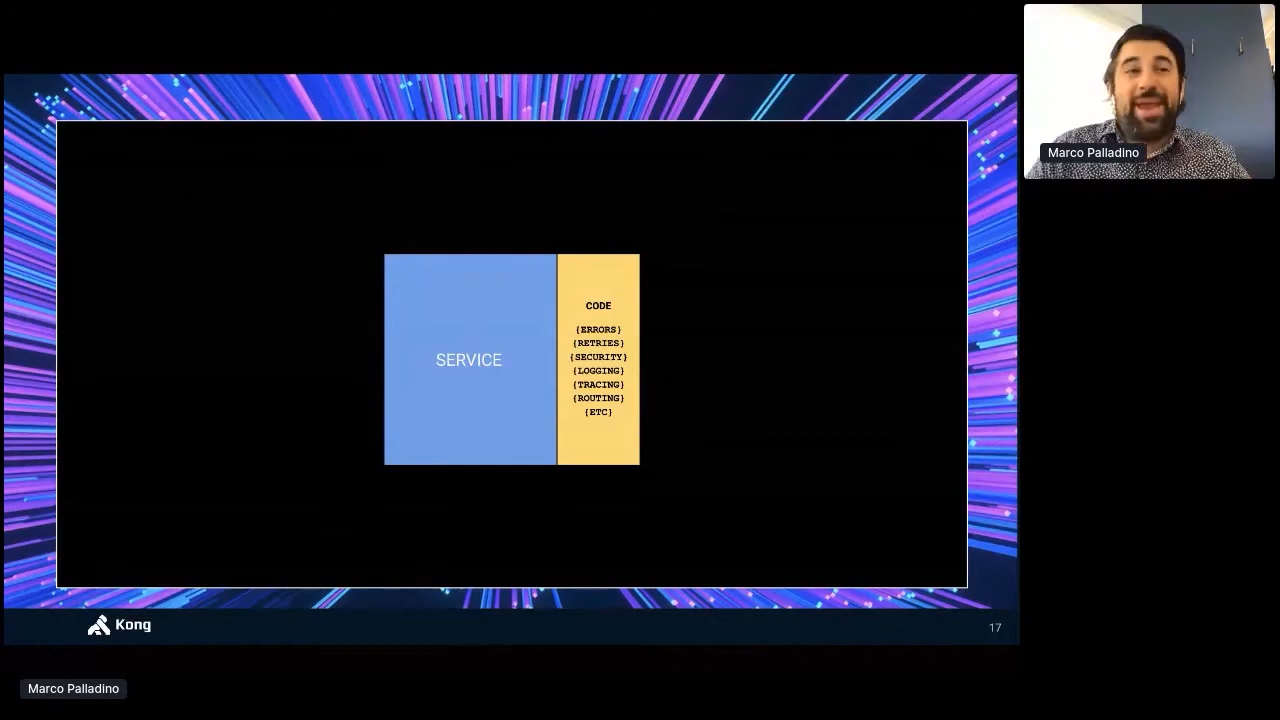 Marco Palladino
SERVICE
CODE
{ERRORS}
{RETRIES}
{SECURITY}
{LOGGING}
{TRACING}
{ROUTING}
{ETC}
Kong
17
Marco Palladino